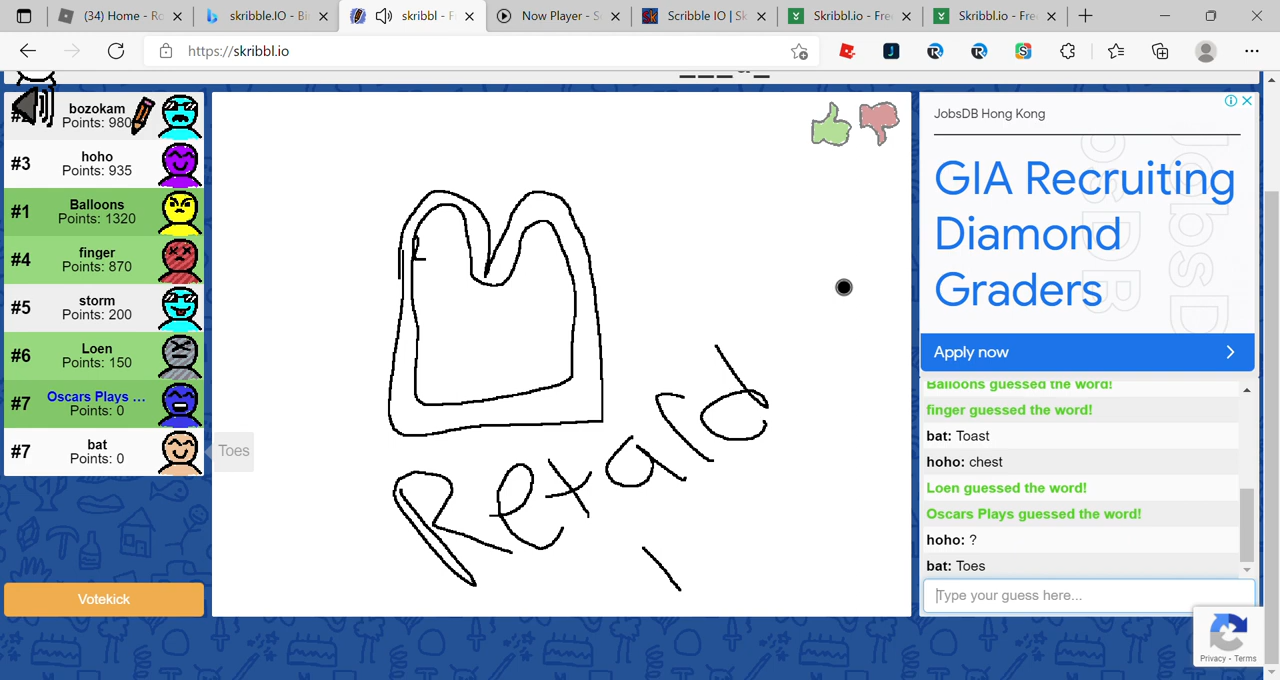 (34) Home - Ro
skribble.IO - Bi
skribbl - F
Now Player - S
Scribble IO | Sk
Skribbl.io - Fre
Skribbl.io - Fre
https://skribbl.io
bozokam
Points: 980
#3
hoho
Points: 935
#1
Balloons
Points: 1320
#4
finger
Points: 870
#5
storm
Points: 200
#6
Loen
Points: 150
#7
Oscars Plays ...
Points: 0
#7
bat
Points: 0
Votekick
Toes
Rexard
JobsDB Hong Kong
GIA Recruiting
Diamond
Graders
Apply now
Balloons guessed the word!
finger guessed the word!
bat: Toast
hoho: chest
Loen guessed the word!
Oscars Plays guessed the word!
hoho: ?
bat: Toes
Type your guess here...
Privacy - Terms